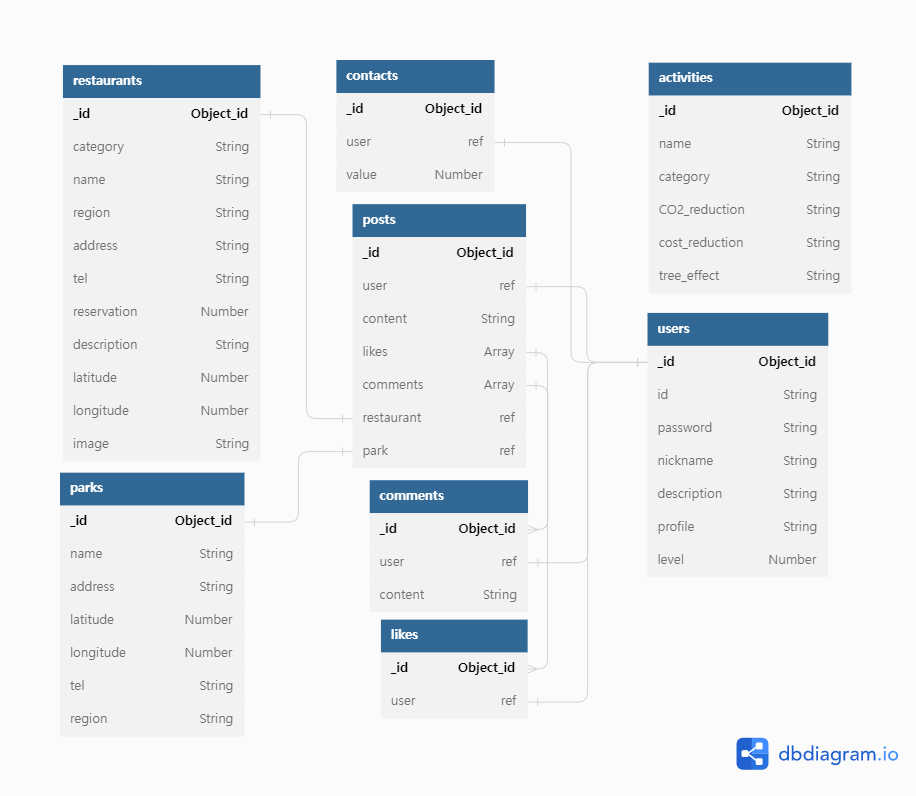 restaurants
_id Object_id
category String
name String
region String
address String
tel String
reservation Number
description String
latitude Number
longitude Number
image String
parks
_id Object_id
name String
address String
latitude Number
longitude Number
tel String
region String
contacts
_id Object_id
user ref
value Number
posts
_id Object_id
user ref
content String
likes Array
comments Array
restaurant ref
park ref
comments
_id Object_id
user ref
content String
likes
_id Object_id
user ref
activities
_id Object_id
name String
category String
CO2_reduction String
cost_reduction String
tree_effect String
users
_id Object_id
id String
password String
nickname String
description String
profile String
level Number
dbdiagram.io